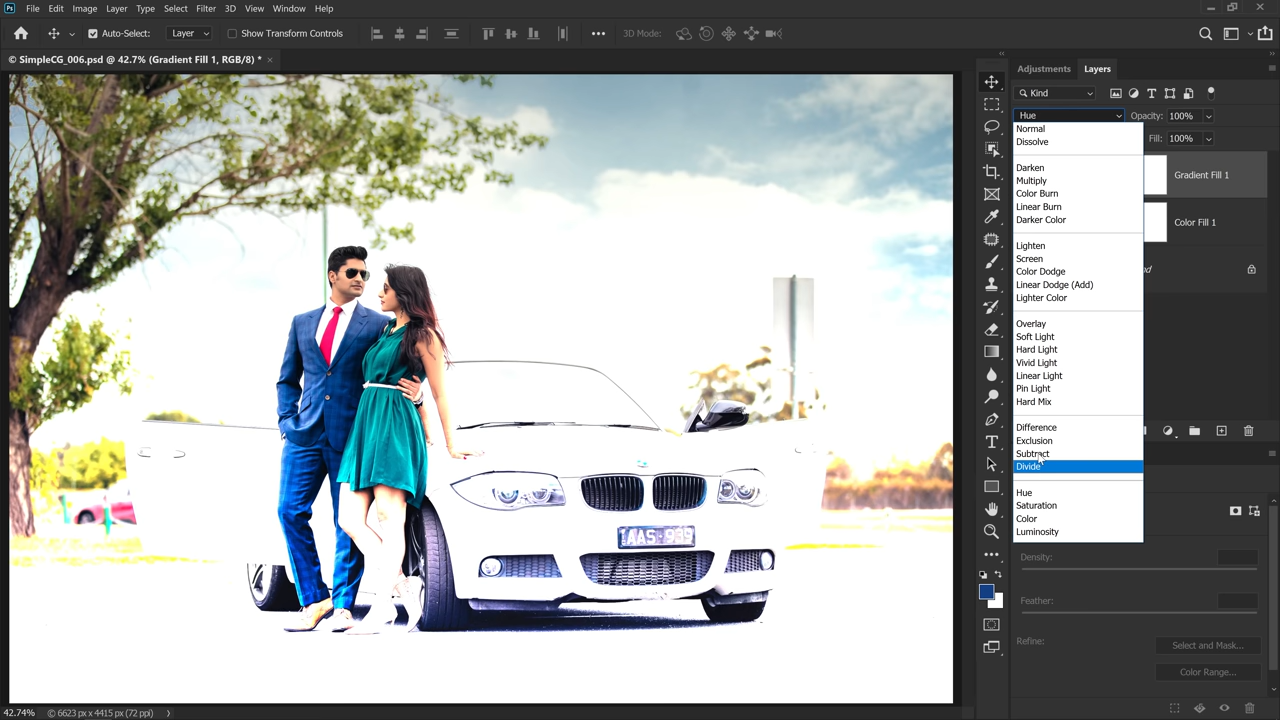 Ps File Edit Image Layer Type Select Filter 3D View Window Help
Auto-Select: Layer Show Transform Controls 3D Mode:
© SimpleCG_006.psd @ 42.7% (Gradient Fill 1, RGB/8) * ×
Adjustments Layers
Kind
Hue Opacity: 100%
Normal
Fill: 100%
Dissolve
Darken
Gradient Fill 1
Multiply
Color Burn
Linear Burn
Darker Color
Color Fill 1
Lighten
Screen
Color Dodge
Linear Dodge (Add)
Lighter Color
Overlay
Soft Light
Hard Light
Vivid Light
Linear Light
Pin Light
Hard Mix
Difference
Exclusion
Subtract
Divide
Hue
Saturation
Color
Luminosity
Density:
Feather:
Refine: Select and Mask...
Color Range...
42.74% © 6623 px x 4415 px (72 ppi)